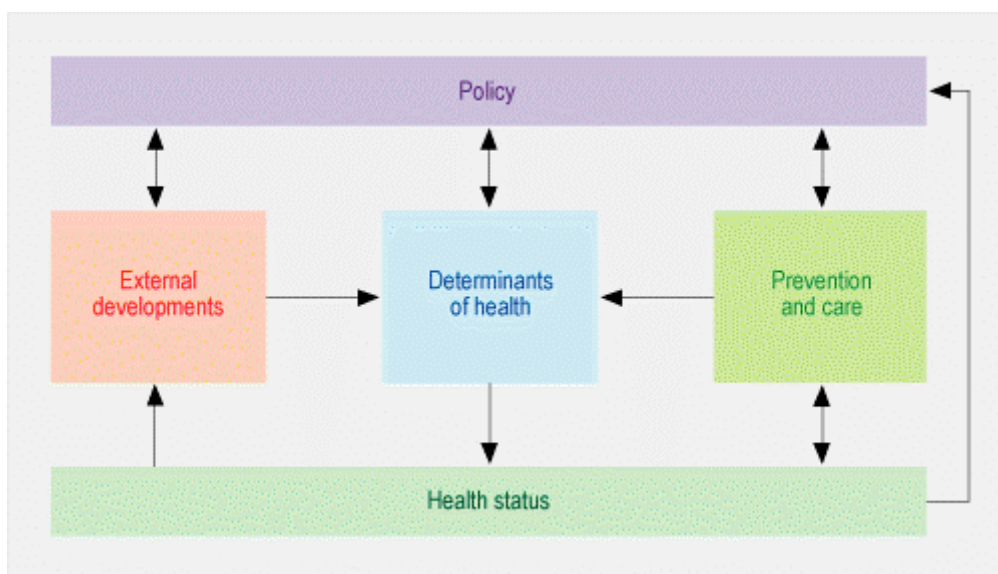 Policy
External
developments
Determinants
of health
Prevention
and care
Health status